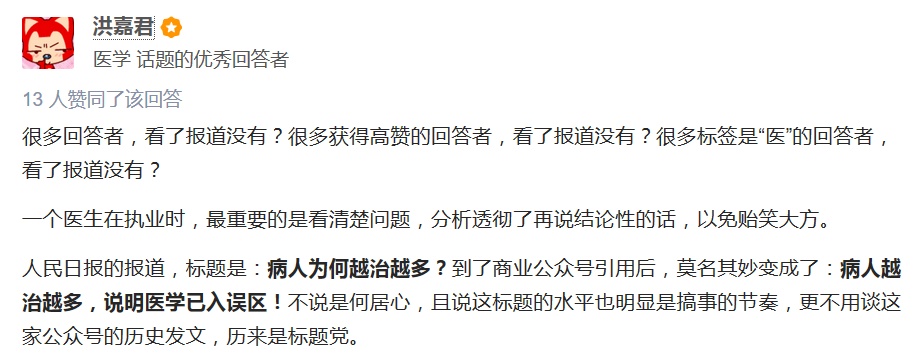 洪嘉君
医学 话题的优秀回答者
13 人赞同了该回答
很多回答者，看了报道没有？很多获得高赞的回答者，看了报道没有？很多标签是“医”的回答者，
看了报道没有？
一个医生在执业时，最重要的是看清楚问题，分析透彻了再说结论性的话，以免贻笑大方。
人民日报的报道，标题是：病人为何越治越多？到了商业公众号引用后，莫名其妙变成了：病人越
治越多，说明医学已入误区！不说是何居心，且说这标题的水平也明显是搞事的节奏，更不用谈这
家公众号的历史发文，历来是标题党。